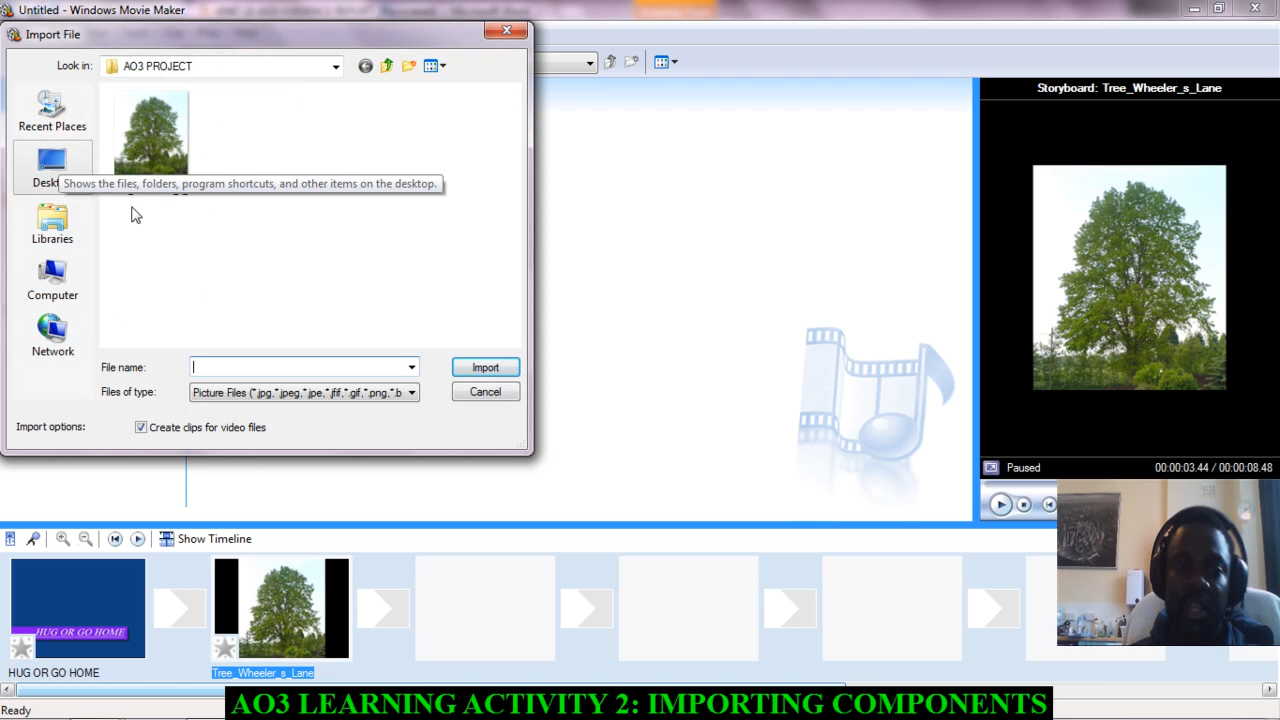 Untitled - Windows Movie Maker
Import File
Look in:
AO3 PROJECT
Recent Places
Desk
Shows the files, folders, program shortcuts, and other items on the desktop.
Libraries
Computer
Network
File name:
Import
Files of type:
Picture Files (*.jpg,*.jpeg,*.jpe,*.jfif,*.gif,*.png,*.b
Cancel
Import options:
Create clips for video files
Storyboard: Tree_Wheeler_s_Lane
Paused
00:00:03.44 / 00:00:08.48
Show Timeline
HUG OR GO HOME
HUG OR GO HOME
Tree_Wheeler_s_Lane
Ready
AO3 LEARNING ACTIVITY 2: IMPORTING COMPONENTS